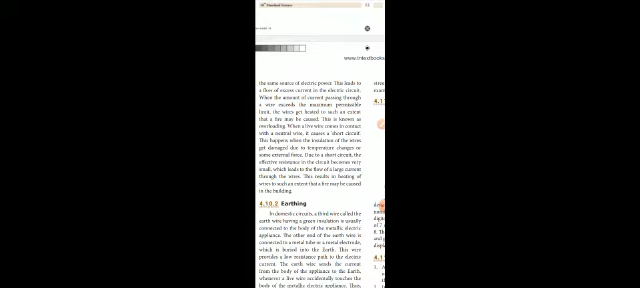 10th Standard Science
www.tntextbooks
the same source of electric power. This leads to
a flow of excess current in the electric circuit.
When the amount of current passing through
a wire exceeds the maximum permissible
limit, the wires get heated to such an extent
that a fire may be caused. This is known as
overloading. When a live wire comes in contact
with a neutral wire, it causes a 'short circuit'.
This happens when the insulation of the wires
get damaged due to temperature changes or
some external force. Due to a short circuit, the
effective resistance in the circuit becomes very
small, which leads to the flow of a large current
through the wires. This results in heating of
wires to such an extent that a fire may be caused
in the building.
4.10.2 Earthing
In domestic circuits, a third wire called the
earth wire having a green insulation is usually
connected to the body of the metallic electric
appliance. The other end of the earth wire is
connected to a metal tube or a metal electrode,
which is buried into the Earth. This wire
provides a low resistance path to the electric
current. The earth wire sends the current
from the body of the appliance to the Earth,
whenever a live wire accidentally touches the
body of the metallic electric appliance. Thus,
4.1
4.1
1. A